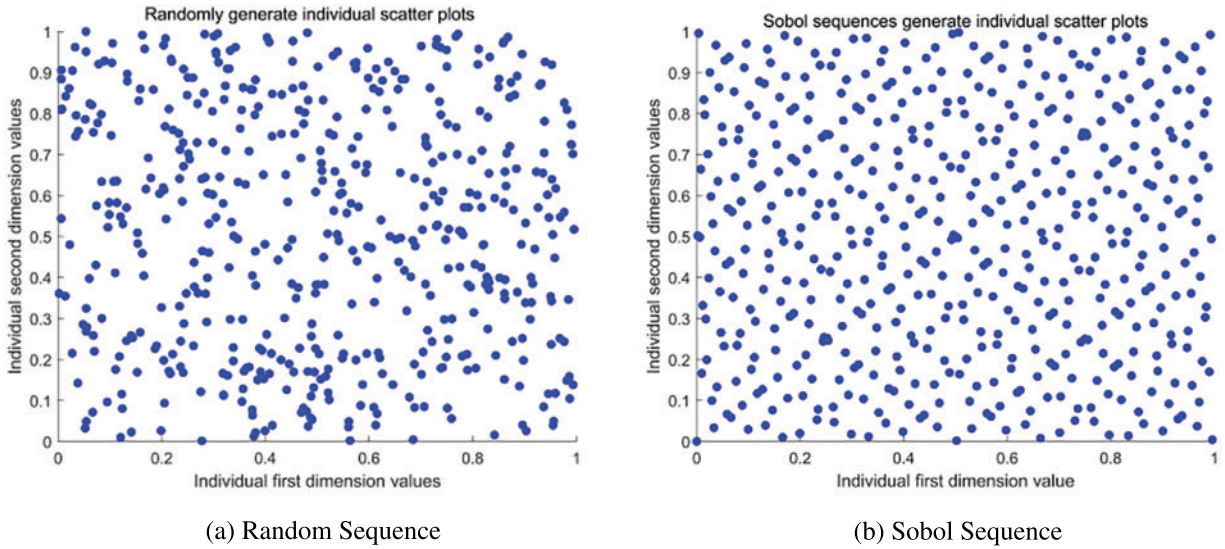 Randomly generate individual scatter plots
1
0.9
0.8
0.7
0.6
0.5
0.4
0.3
0.2
0.1
0
Individual second dimension values
0 0.2 0.4 0.6 0.8 1
Individual first dimension values
(a) Random Sequence
Sobol sequences generate individual scatter plots
1
0.9
0.8
0.7
0.6
0.5
0.4
0.3
0.2
0.1
0
Individual second dimension values
0 0.2 0.4 0.6 0.8 1
Individual first dimension value
(b) Sobol Sequence